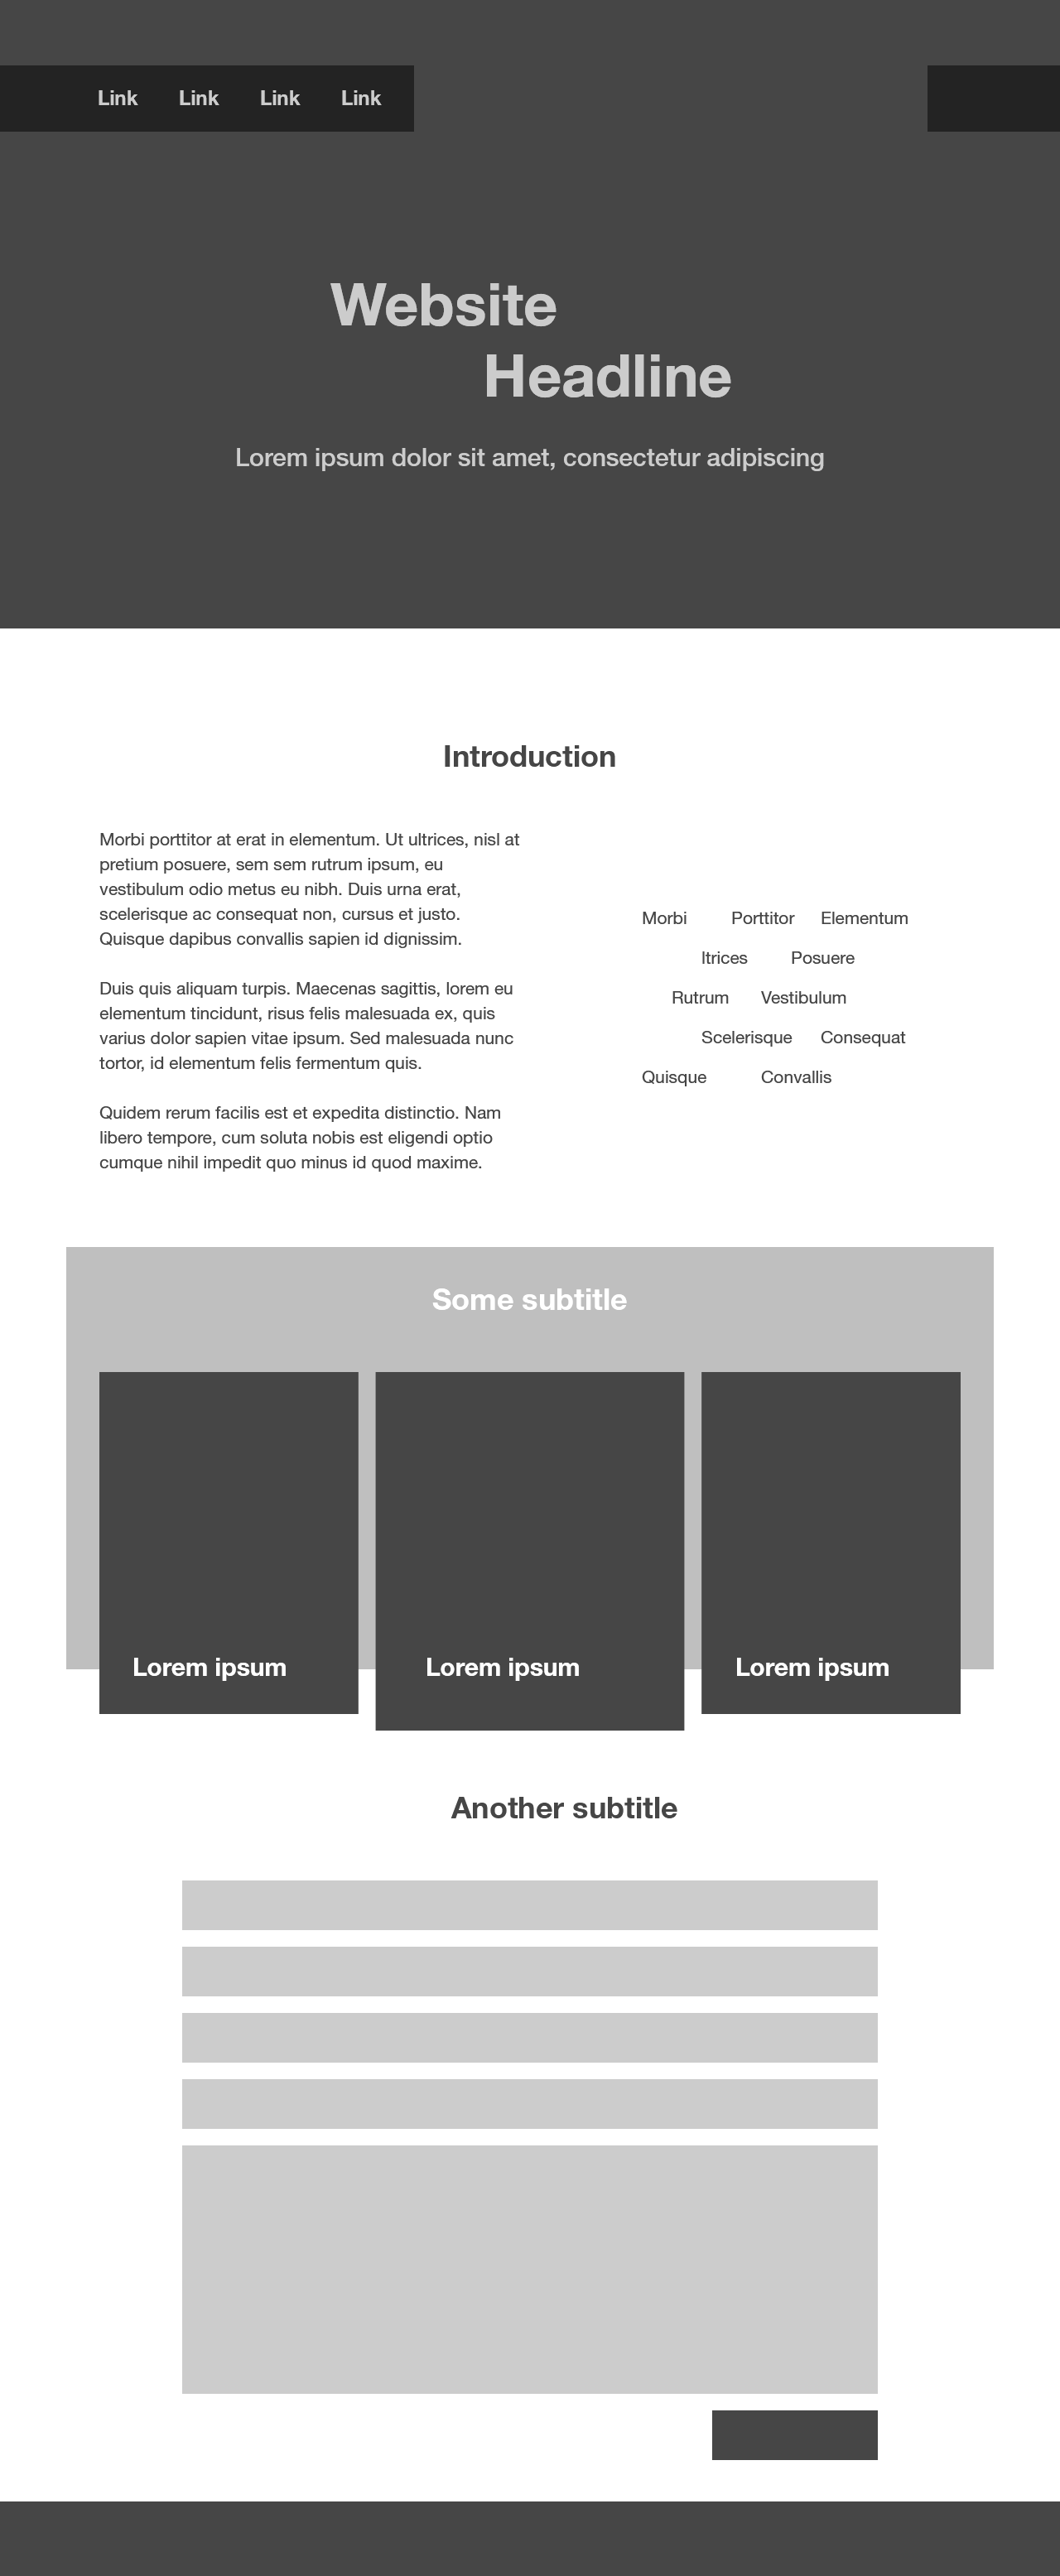 Link Link Link Link
Website
Headline
Lorem ipsum dolor sit amet, consectetur adipiscing
Introduction
Morbi porttitor at erat in elementum. Ut ultrices, nisl at
pretium posuere, sem sem rutrum ipsum, eu
vestibulum odio metus eu nibh. Duis urna erat,
scelerisque ac consequat non, cursus et justo.
Quisque dapibus convallis sapien id dignissim.
Duis quis aliquam turpis. Maecenas sagittis, lorem eu
elementum tincidunt, risus felis malesuada ex, quis
varius dolor sapien vitae ipsum. Sed malesuada nunc
tortor, id elementum felis fermentum quis.
Quidem rerum facilis est et expedita distinctio. Nam
libero tempore, cum soluta nobis est eligendi optio
cumque nihil impedit quo minus id quod maxime.
Morbi Porttitor Elementum
Itrices Posuere
Rutrum Vestibulum
Scelerisque Consequat
Quisque Convallis
Some subtitle
Lorem ipsum Lorem ipsum Lorem ipsum
Another subtitle